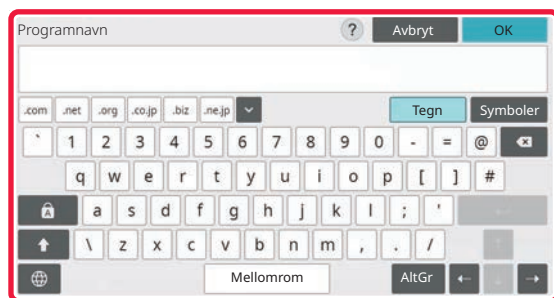 Programnavn ? Avbryt OK
.com .net .org .co.jp .biz .ne.jp Tegn Symboler
` 1 2 3 4 5 6 7 8 9 0 - = @
q w e r t y u i o p [ ] #
A a s d f g h j k l ; '
\ z x c v b n m , . /
Mellomrom AltGr ← ↓ →